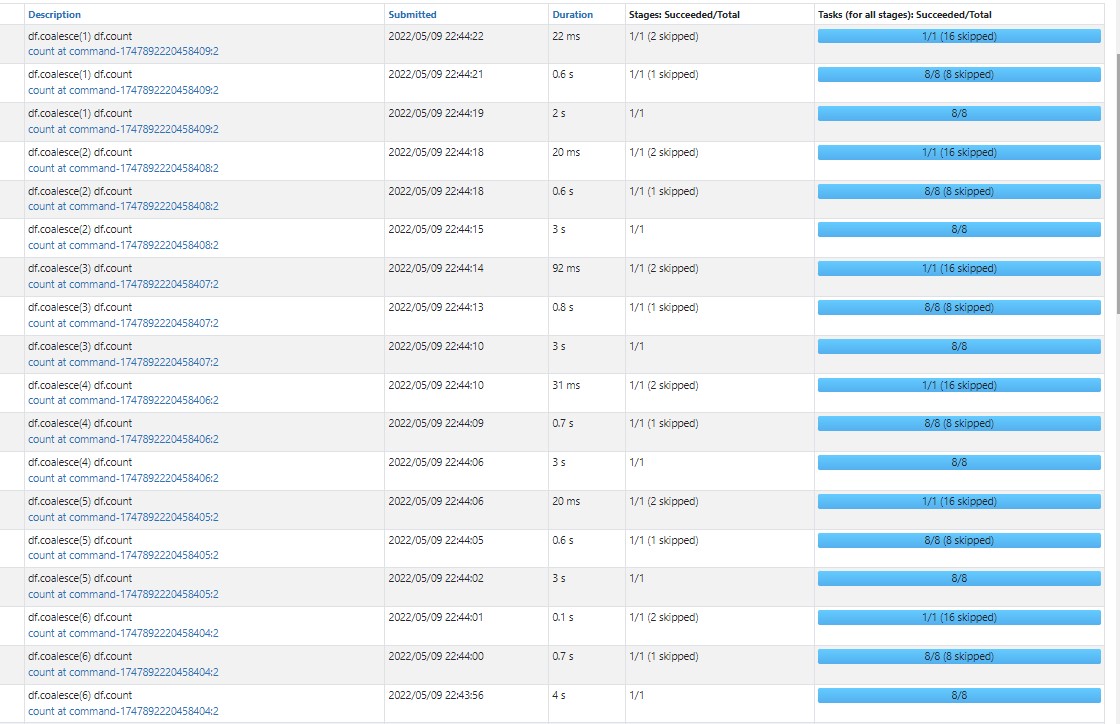 Description Submitted Duration Stages: Succeeded/Total Tasks (for all stages): Succeeded/Total
df.coalesce(1) df.count 2022/05/09 22:44:22 22 ms 1/1 (2 skipped) 1/1 (16 skipped)
count at command-1747892220458409:2
df.coalesce(1) df.count 2022/05/09 22:44:21 0.6 s 1/1 (1 skipped) 8/8 (8 skipped)
count at command-1747892220458409:2
df.coalesce(1) df.count 2022/05/09 22:44:19 2 s 1/1 8/8
count at command-1747892220458409:2
df.coalesce(2) df.count 2022/05/09 22:44:18 20 ms 1/1 (2 skipped) 1/1 (16 skipped)
count at command-1747892220458408:2
df.coalesce(2) df.count 2022/05/09 22:44:18 0.6 s 1/1 (1 skipped) 8/8 (8 skipped)
count at command-1747892220458408:2
df.coalesce(2) df.count 2022/05/09 22:44:15 3 s 1/1 8/8
count at command-1747892220458408:2
df.coalesce(3) df.count 2022/05/09 22:44:14 92 ms 1/1 (2 skipped) 1/1 (16 skipped)
count at command-1747892220458407:2
df.coalesce(3) df.count 2022/05/09 22:44:13 0.8 s 1/1 (1 skipped) 8/8 (8 skipped)
count at command-1747892220458407:2
df.coalesce(3) df.count 2022/05/09 22:44:10 3 s 1/1 8/8
count at command-1747892220458407:2
df.coalesce(4) df.count 2022/05/09 22:44:10 31 ms 1/1 (2 skipped) 1/1 (16 skipped)
count at command-1747892220458406:2
df.coalesce(4) df.count 2022/05/09 22:44:09 0.7 s 1/1 (1 skipped) 8/8 (8 skipped)
count at command-1747892220458406:2
df.coalesce(4) df.count 2022/05/09 22:44:06 3 s 1/1 8/8
count at command-1747892220458406:2
df.coalesce(5) df.count 2022/05/09 22:44:06 20 ms 1/1 (2 skipped) 1/1 (16 skipped)
count at command-1747892220458405:2
df.coalesce(5) df.count 2022/05/09 22:44:05 0.6 s 1/1 (1 skipped) 8/8 (8 skipped)
count at command-1747892220458405:2
df.coalesce(5) df.count 2022/05/09 22:44:02 3 s 1/1 8/8
count at command-1747892220458405:2
df.coalesce(6) df.count 2022/05/09 22:44:01 0.1 s 1/1 (2 skipped) 1/1 (16 skipped)
count at command-1747892220458404:2
df.coalesce(6) df.count 2022/05/09 22:44:00 0.7 s 1/1 (1 skipped) 8/8 (8 skipped)
count at command-1747892220458404:2
df.coalesce(6) df.count 2022/05/09 22:43:56 4 s 1/1 8/8
count at command-1747892220458404:2